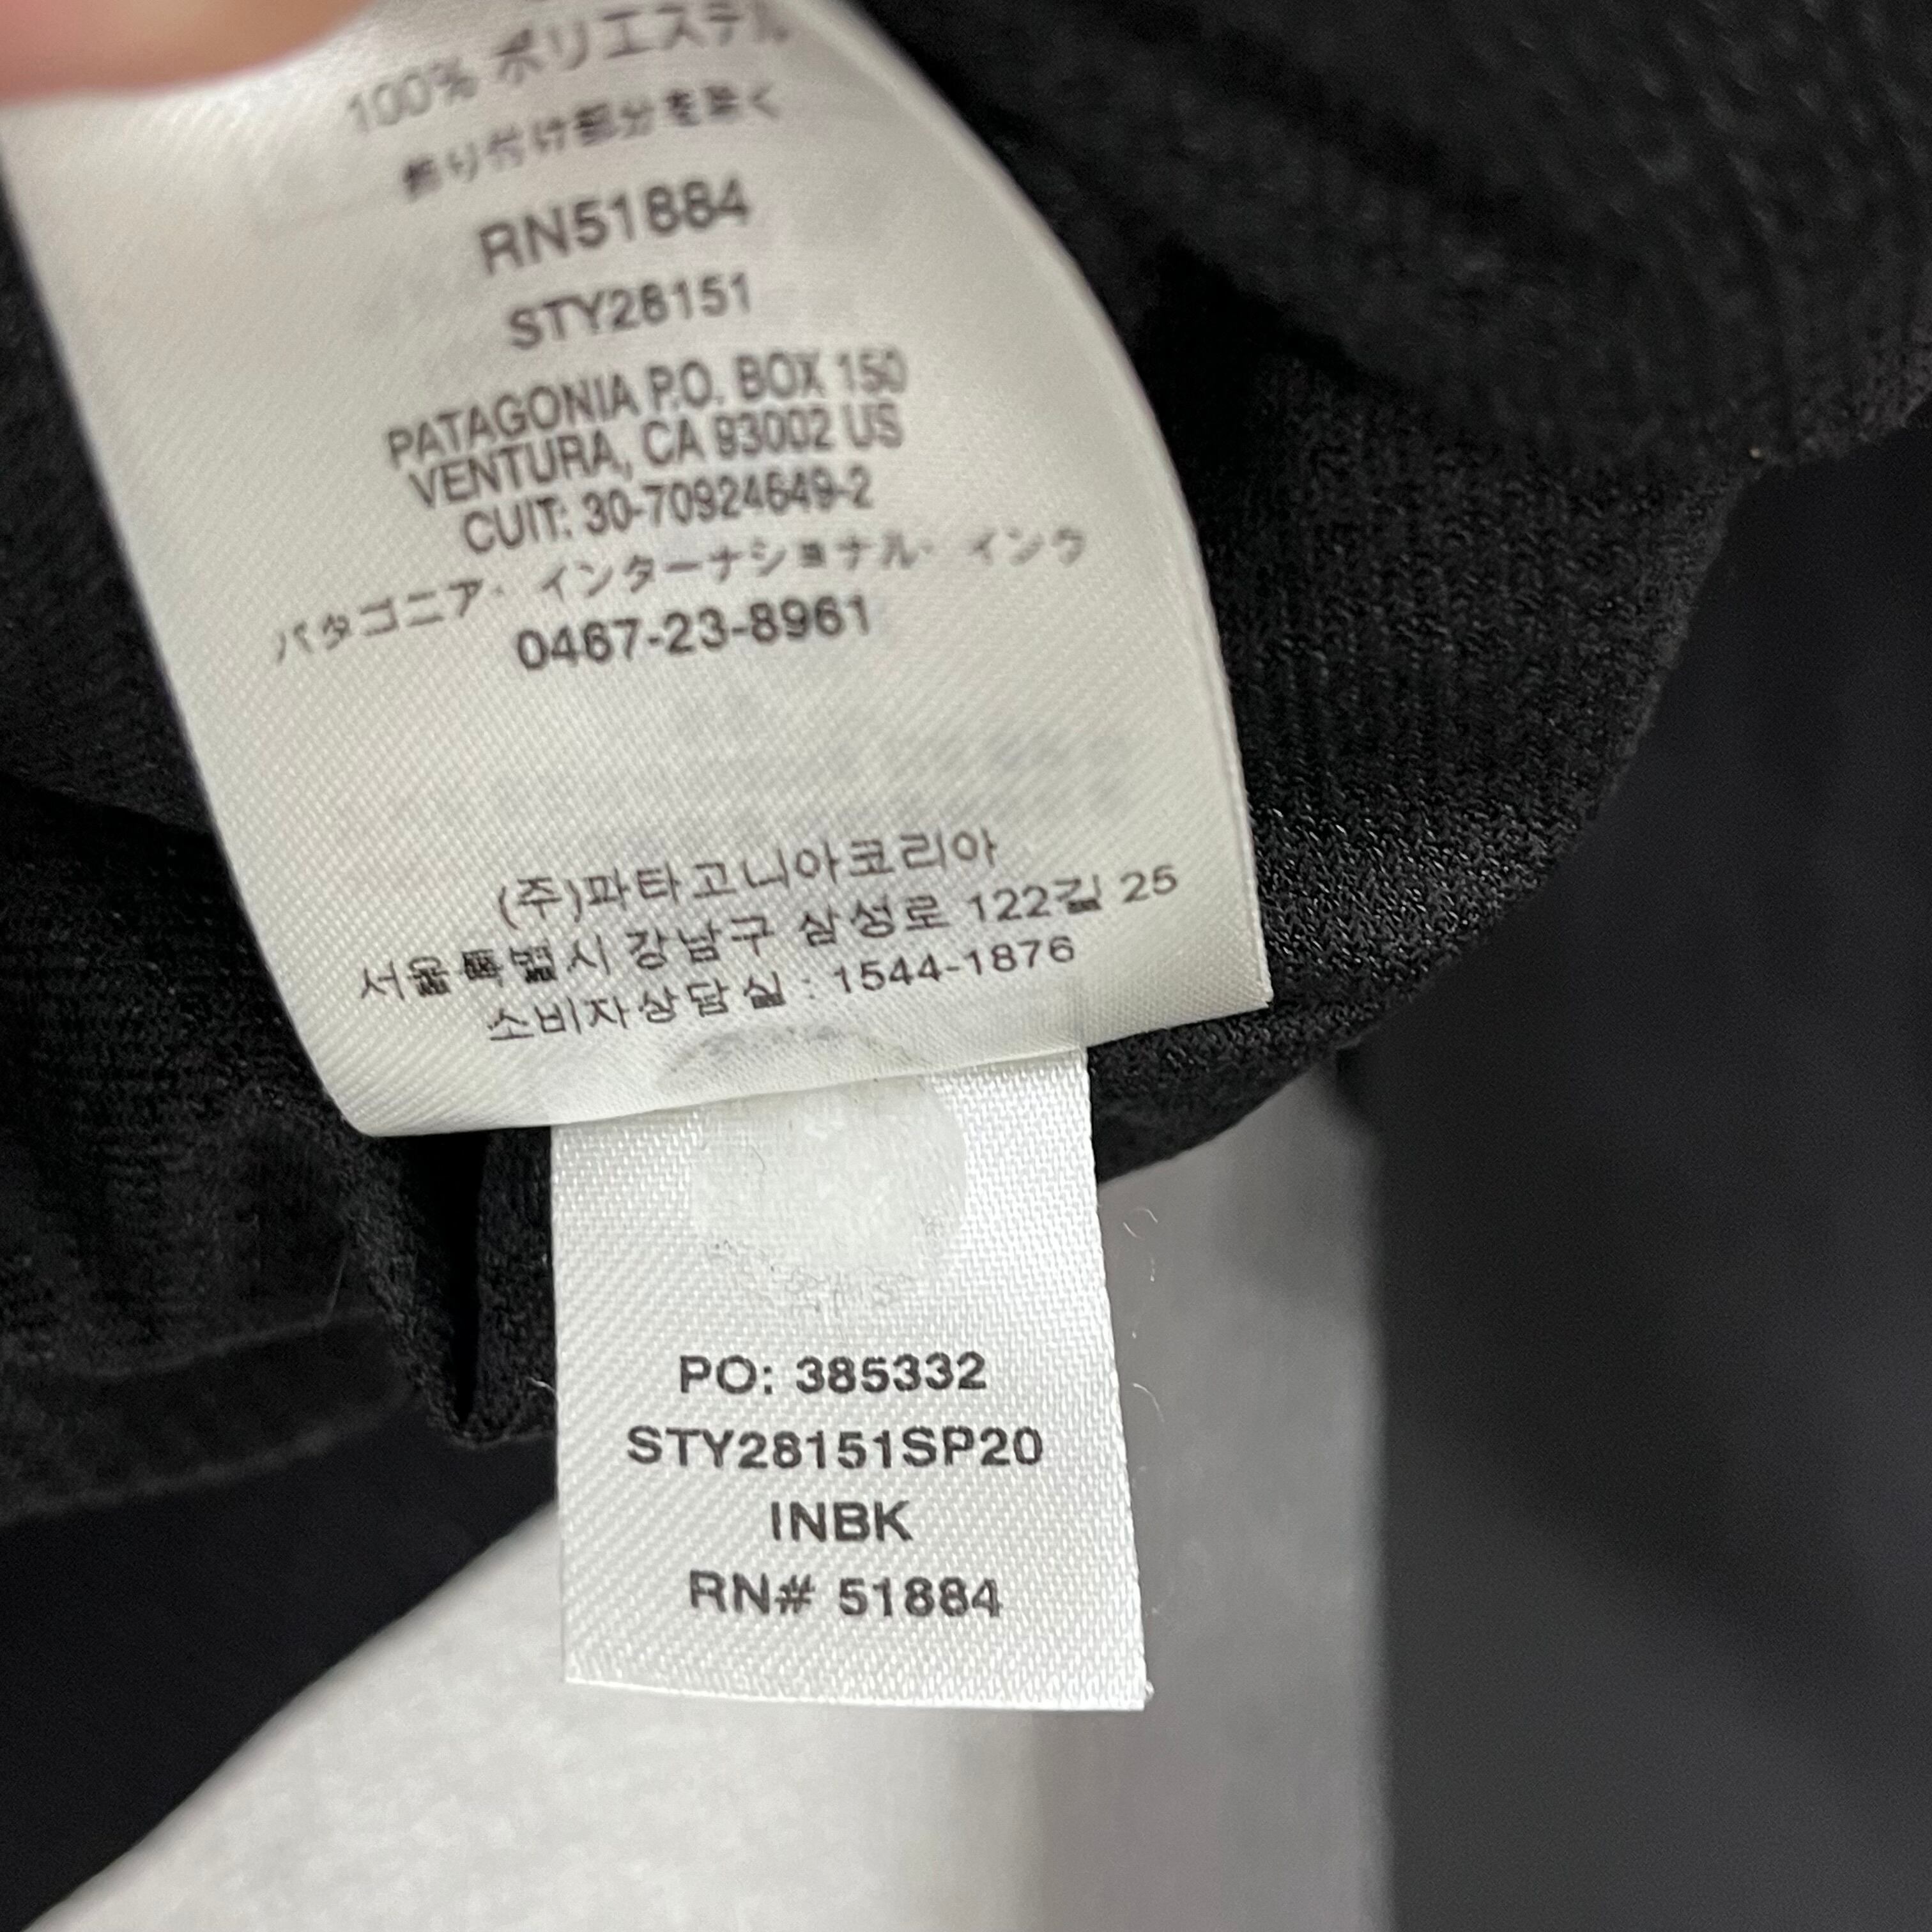 100% ポリエステル
飾り付け部分を除く
RN51884
STY28151
PATAGONIA P.O. BOX 150
VENTURA, CA 93002 US
CUIT: 30-70924649-2
パタゴニア・インターナショナル・インク
0467-23-8961
(주)파타고니아코리아
서울특별시 강남구 삼성로 122길 25
소비자상담실 : 1544-1876
PO: 385332
STY28151SP20
INBK
RN# 51884